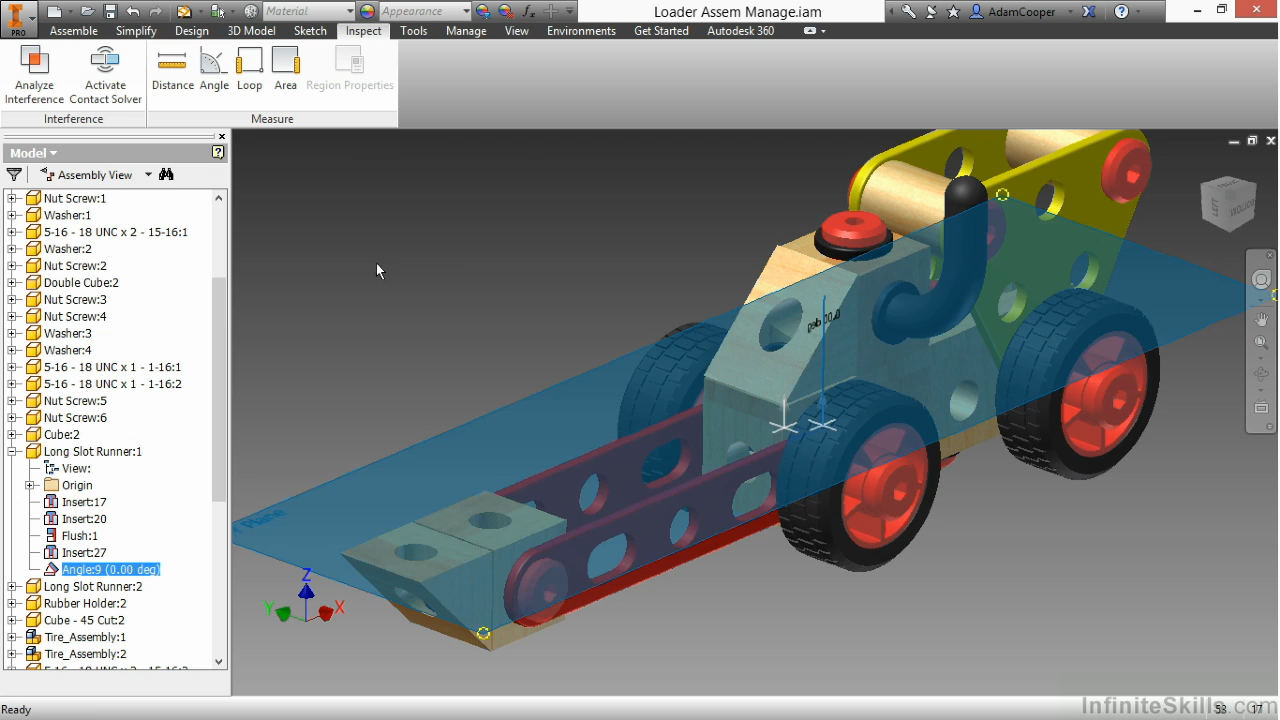 Material
Appearance
Loader Assem Manage.iam
AdamCooper
PRO
Assemble Simplify Design 3D Model Sketch Inspect Tools Manage View Environments Get Started Autodesk 360
Analyze Interference
Activate Contact Solver
Distance Angle Loop Area Region Properties
Interference Measure
Model
Assembly View
Nut Screw:1
Washer:1
5-16 - 18 UNC x 2 - 15-16:1
Washer:2
Nut Screw:2
Double Cube:2
Nut Screw:3
Nut Screw:4
Washer:3
Washer:4
5-16 - 18 UNC x 1 - 1-16:1
5-16 - 18 UNC x 1 - 1-16:2
Nut Screw:5
Nut Screw:6
Cube:2
Long Slot Runner:1
View:
Origin
Insert:17
Insert:20
Flush:1
Insert:27
Angle:9 (0.00 deg)
Long Slot Runner:2
Rubber Holder:2
Cube - 45 Cut:2
Tire_Assembly:1
Tire_Assembly:2
LEFT
BOTTOM
Plane
Z
Y
X
Ready
InfiniteSkills.com
53 17